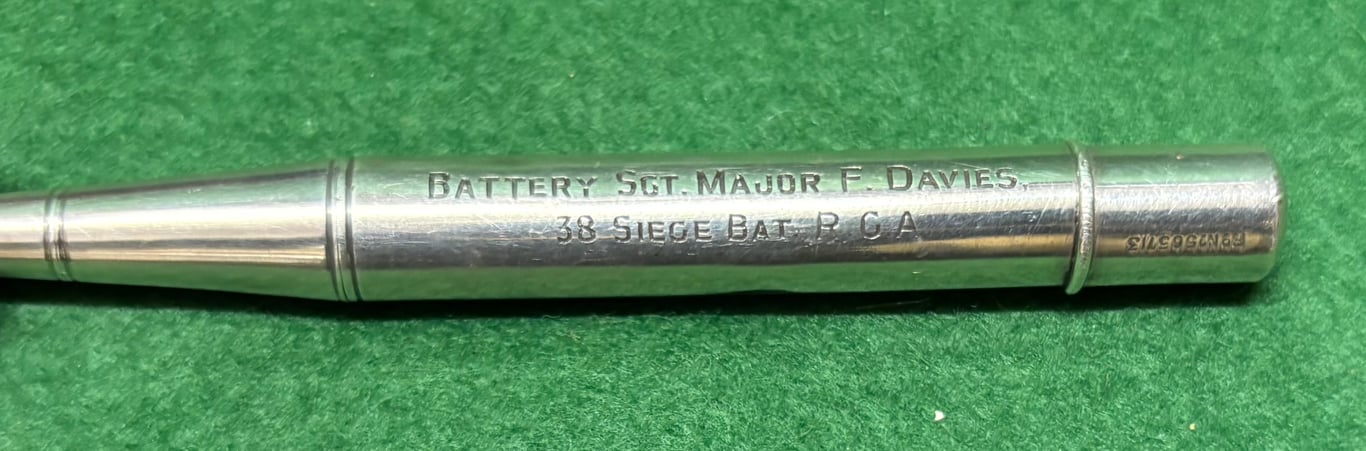 BATTERY SGT. MAJOR F. DAVIES,
38 SIEGE BAT. R G A